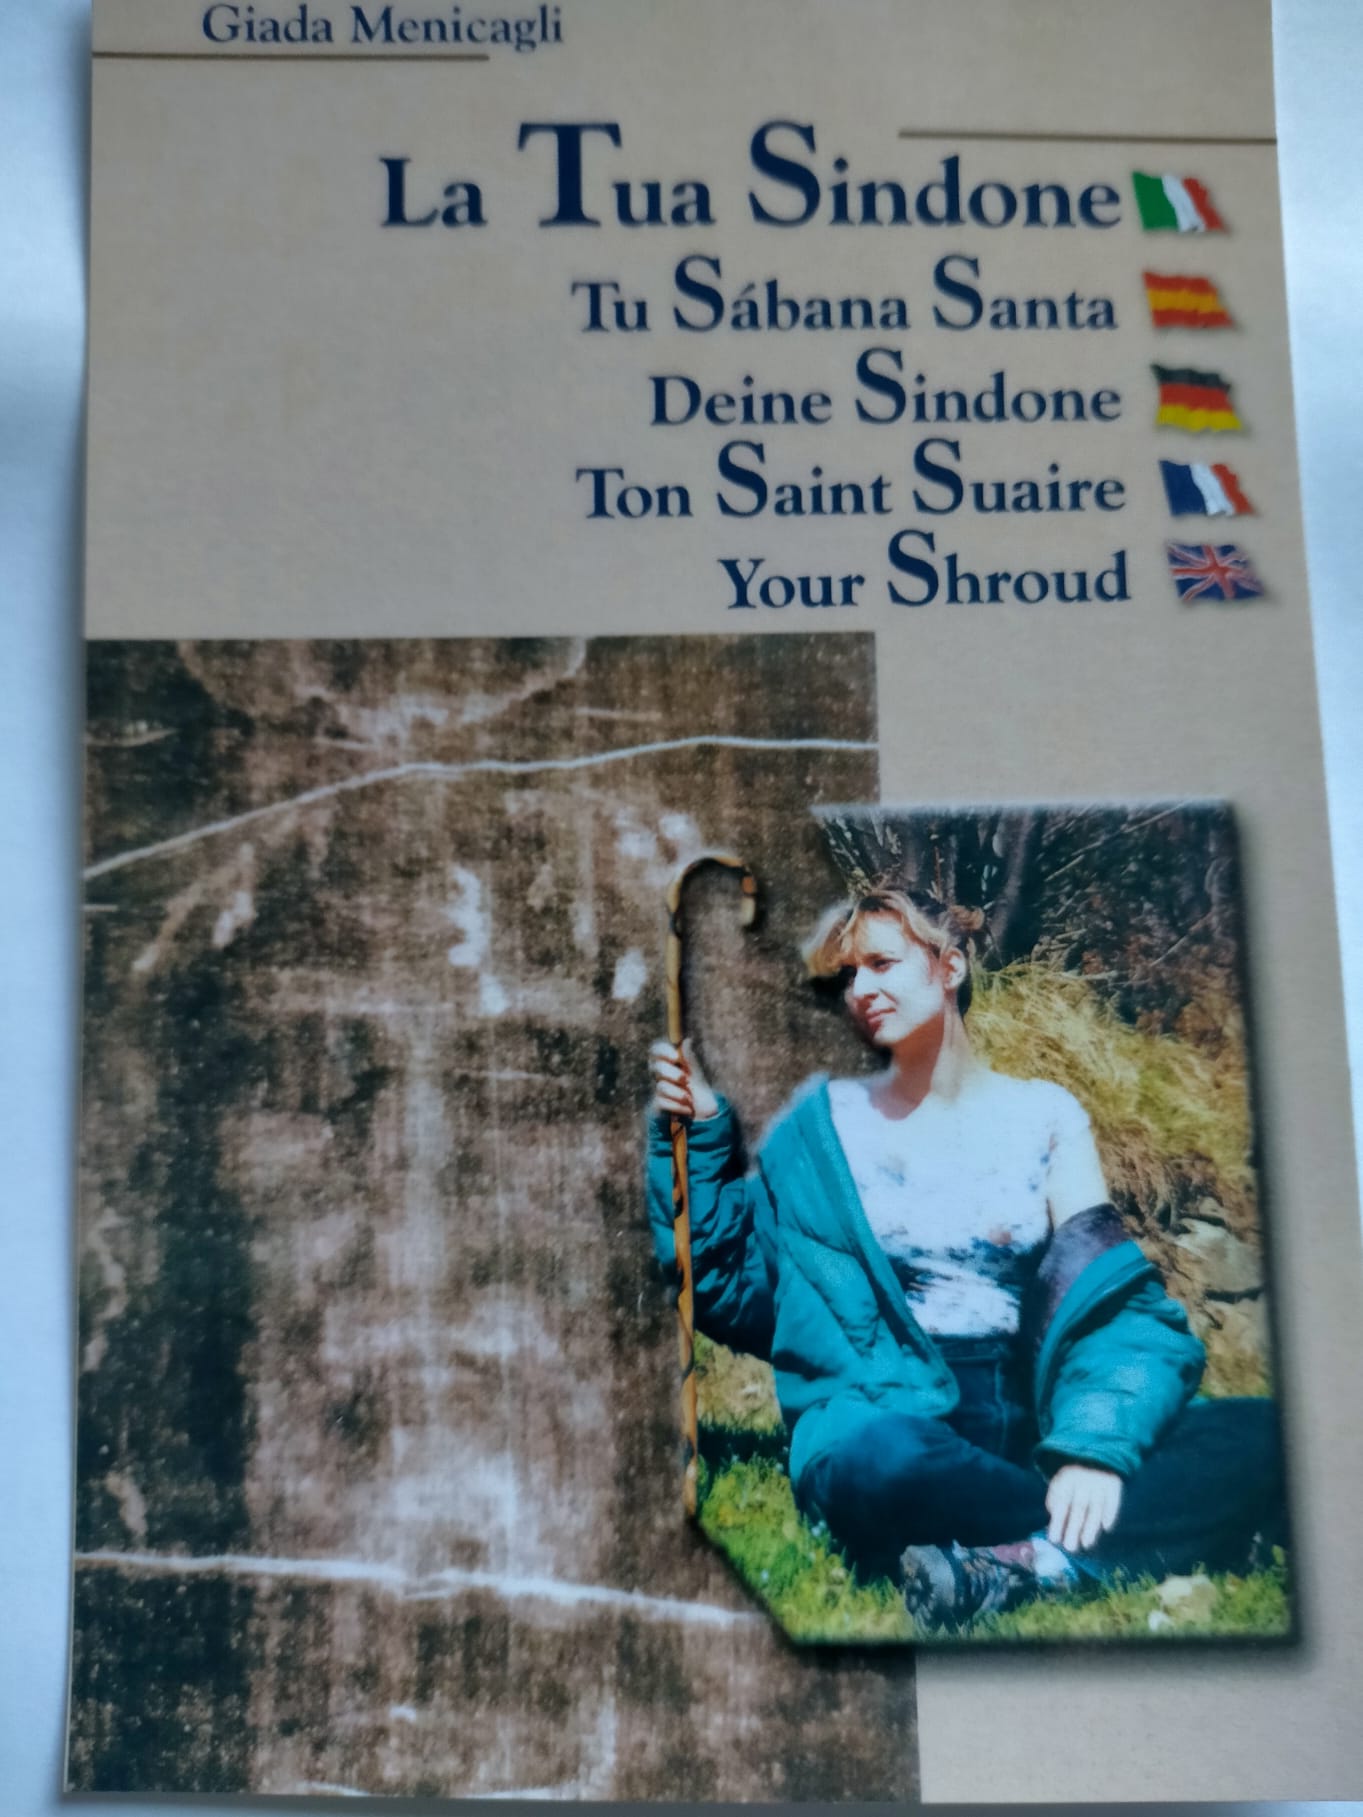 Giada Menicagli
La Tua Sindone
Tu Sábana Santa
Deine Sindone
Ton Saint Suaire
Your Shroud